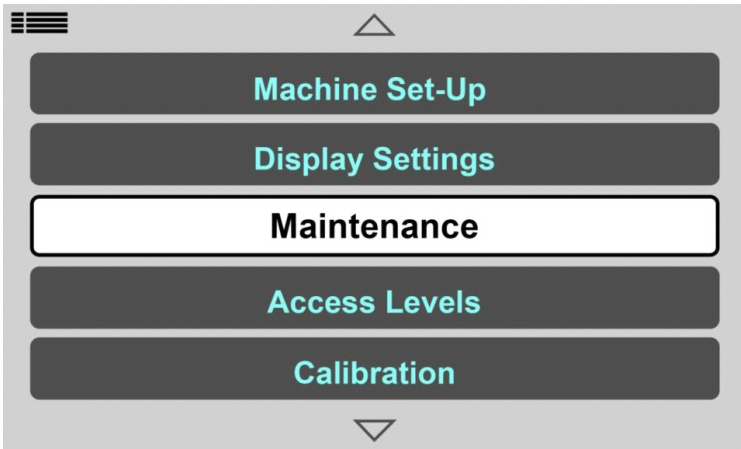 Machine Set-Up
Display Settings
Maintenance
Access Levels
Calibration